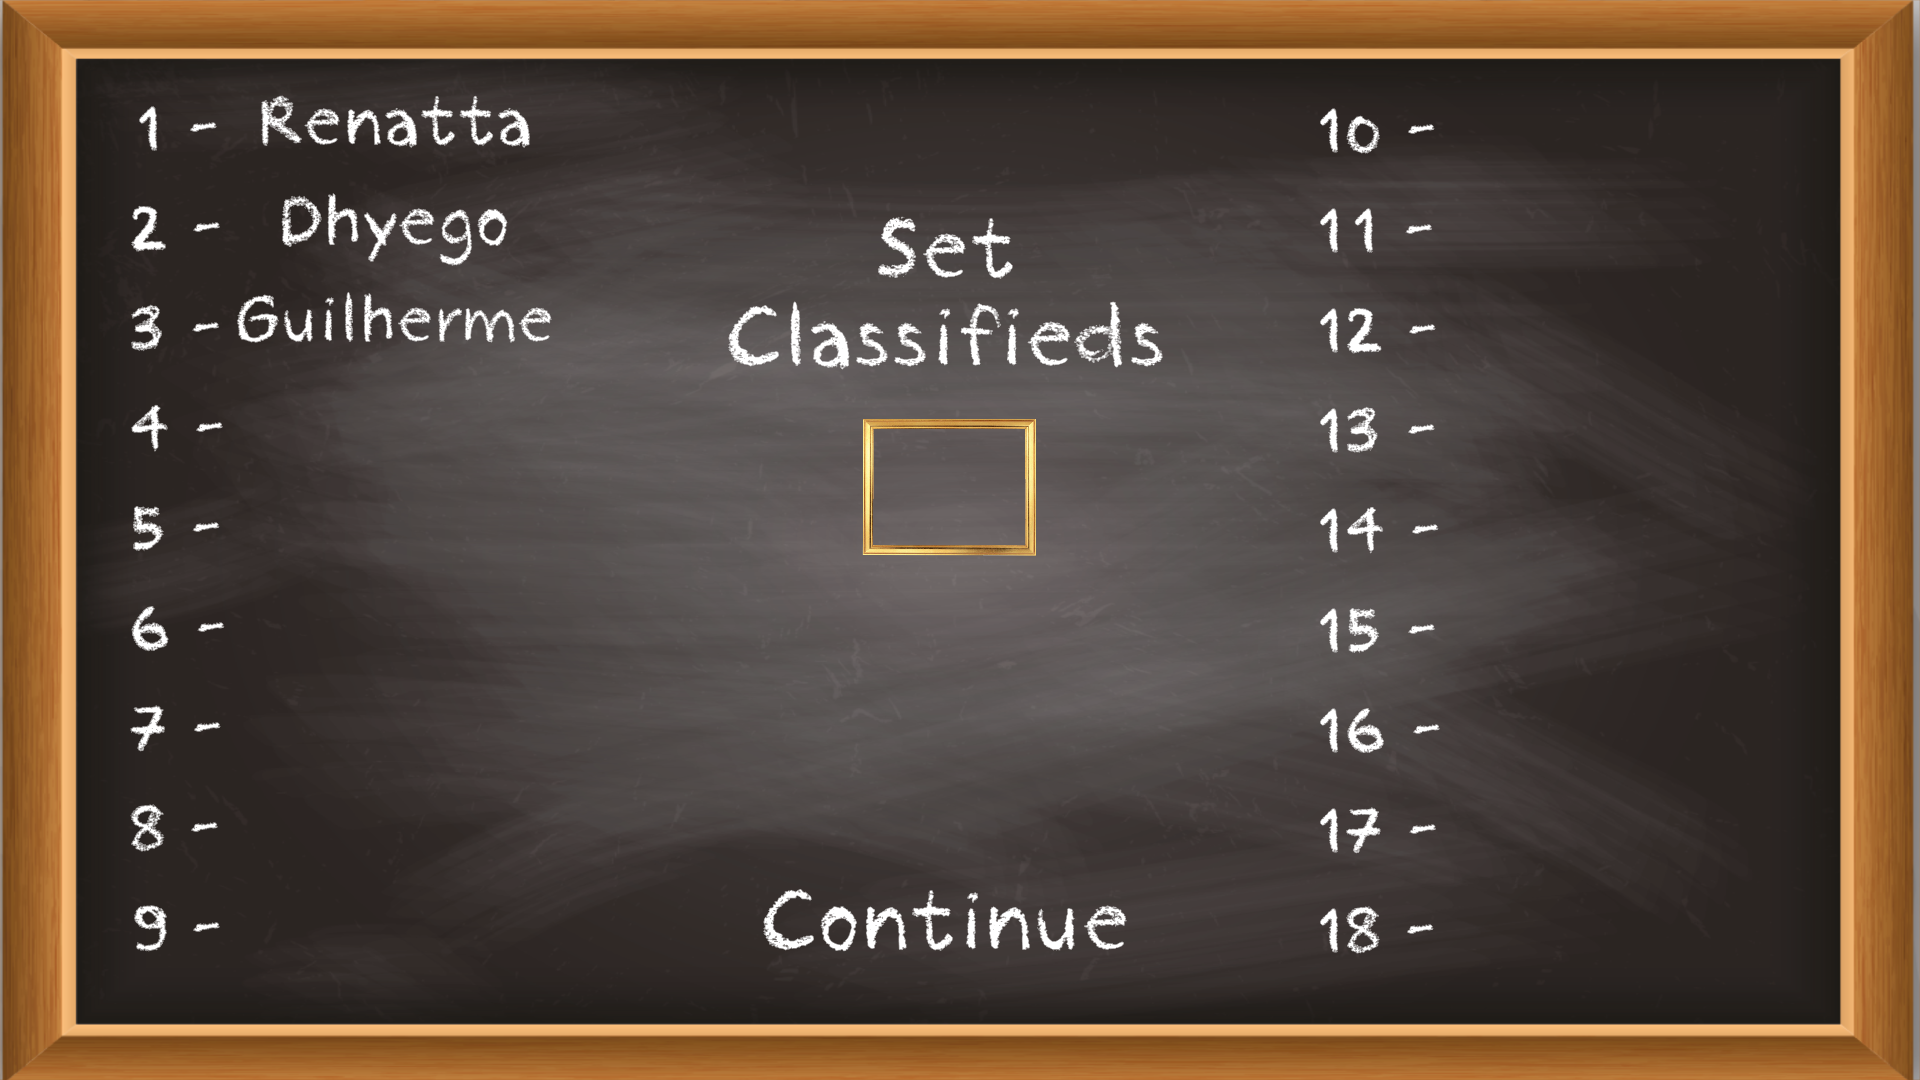 1 - Renatta
2 - Dhyego
3 - Guilherme
4 -
5 -
6 -
7 -
8 -
9 -
Set
Classifieds
Continue
10 -
11 -
12 -
13 -
14 -
15 -
16 -
17 -
18 -